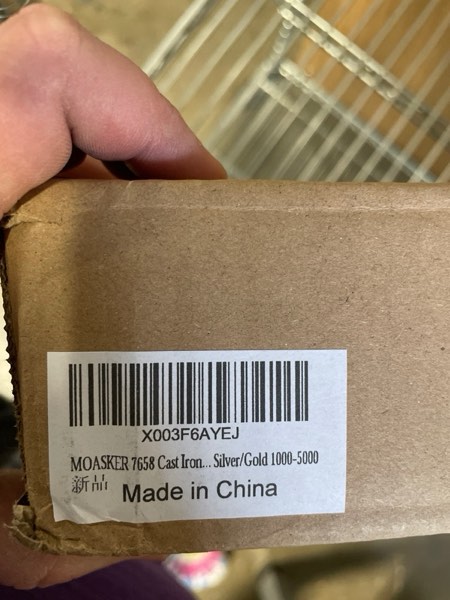 X003F6AYEJ
MOASKER 7658 Cast Iron... Silver/Gold 1000-5000
新品 Made in China